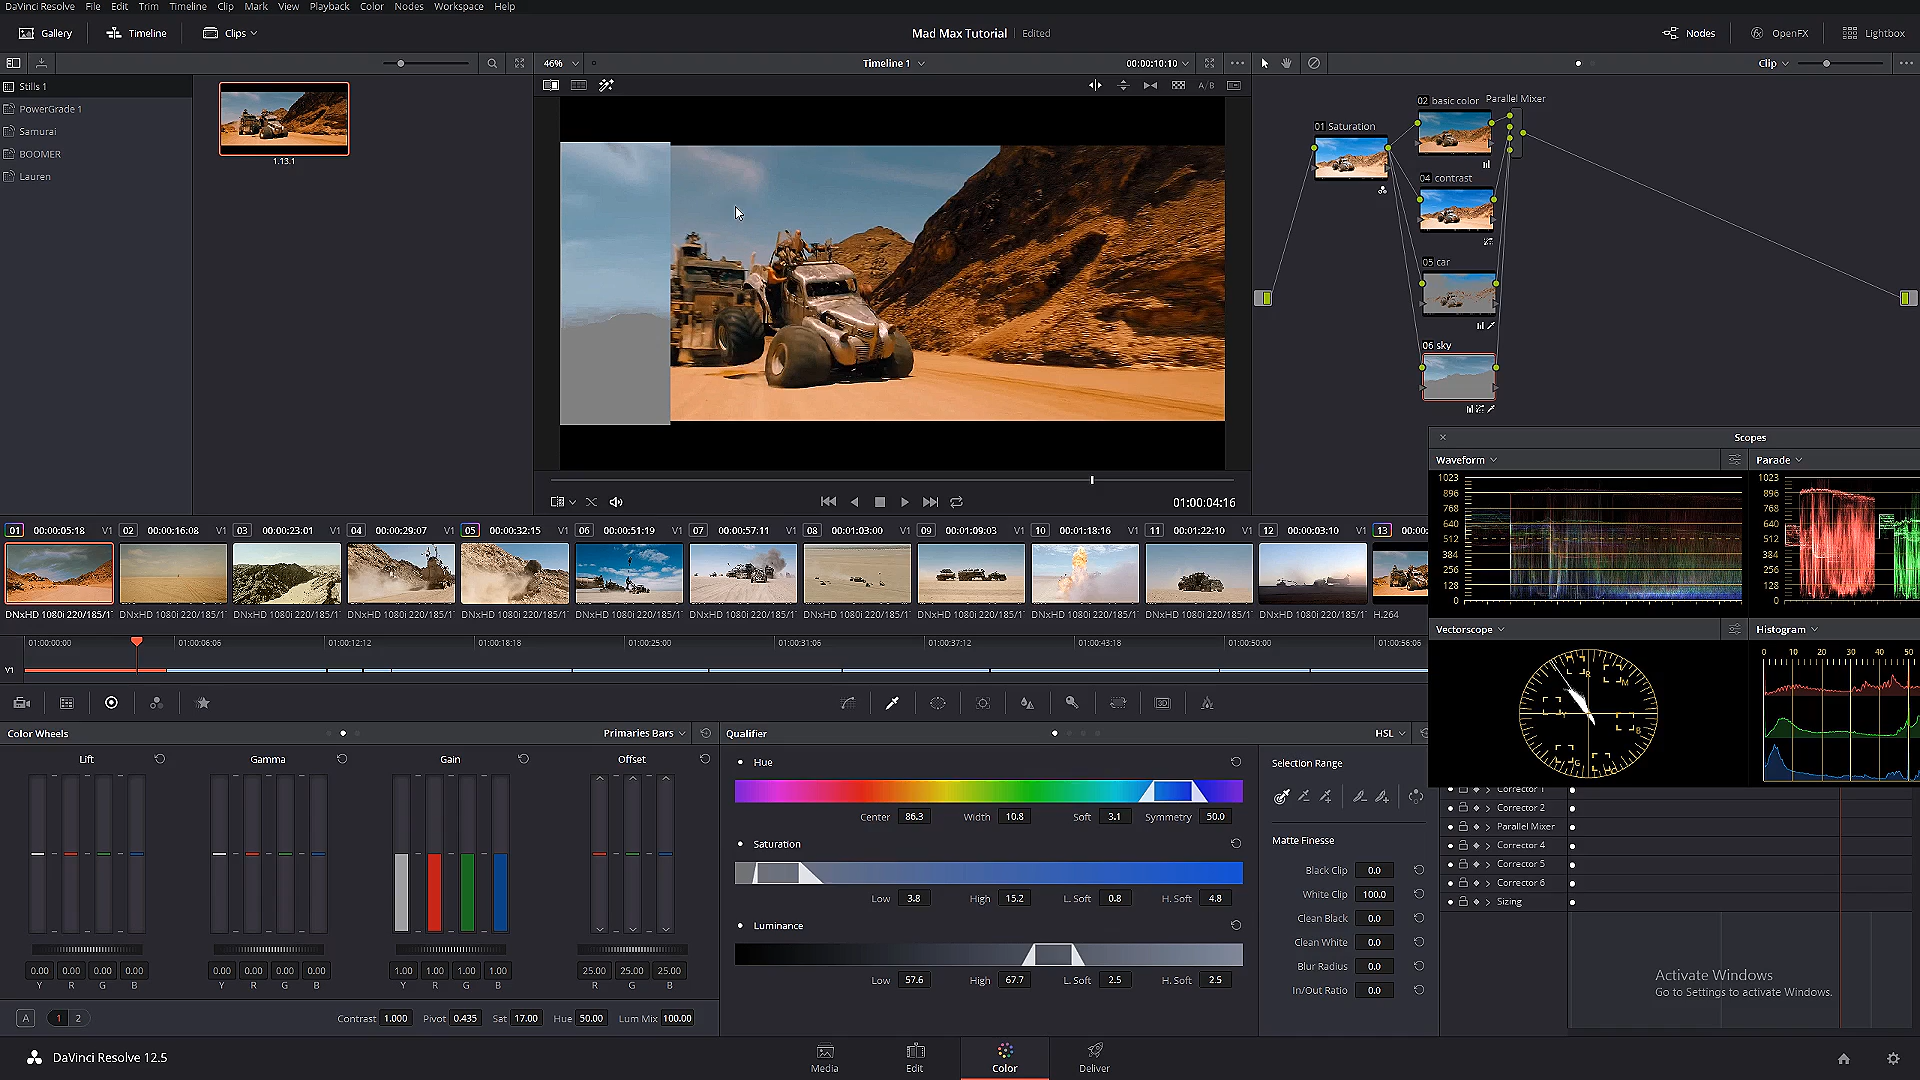 DaVinci Resolve File Edit Trim Timeline Clip Mark View Playback Color Nodes Workspace Help
Gallery Timeline Clips Mad Max Tutorial Edited Nodes OpenFX Lightbox
46% Timeline 1 00:00:10:10 Clip
Stills 1
PowerGrade 1
Samurai
BOOMER
Lauren
1.13.1
A/B
01 Saturation
02 basic color
Parallel Mixer
04 contrast
05 car
06 sky
01:00:04:16
Scopes
Waveform
Parade
1023
896
768
640
512
384
256
128
0
1023
896
768
640
512
384
256
128
0
Vectorscope
Histogram
0 10 20 30 40 50
R
M
B
G
01 00:00:05:18 V1 02 00:00:16:08 V1 03 00:00:23:01 V1 04 00:00:29:07 V1 05 00:00:32:15 V1 06 00:00:51:19 V1 07 00:00:57:11 V1 08 00:01:03:00 V1 09 00:01:09:03 V1 10 00:01:18:16 V1 11 00:01:22:10 V1 12 00:03:10 V1 13 00:0
DNxHD 1080i 220/185/1 DNxHD 1080i 220/185/1 DNxHD 1080i 220/185/1 DNxHD 1080i 220/185/1 DNxHD 1080i 220/185/1 DNxHD 1080i 220/185/1 DNxHD 1080i 220/185/1 DNxHD 1080i 220/185/1 DNxHD 1080i 220/185/1 DNxHD 1080i 220/185/1 DNxHD 1080i 220/185/1 DNxHD 1080i 220/185/1 H.264
01:00:00:00 01:00:06:06 01:00:12:12 01:00:18:18 01:00:25:00 01:00:31:06 01:00:37:12 01:00:43:18 01:00:50:00 01:00:56:06
V1
Color Wheels Primaries Bars
Lift Gamma Gain Offset
0.00 0.00 0.00 0.00 0.00 0.00 0.00 0.00 1.00 1.00 1.00 1.00 25.00 25.00 25.00
Y R G B Y R G B Y R G B R G B
A 1 2 Contrast 1.000 Pivot 0.435 Sat 17.00 Hue 50.00 Lum Mix 100.00
Qualifier HSL
Hue
Center 86.3 Width 10.8 Soft 3.1 Symmetry 50.0
Saturation
Low 3.8 High 15.2 L. Soft 0.8 H. Soft 4.8
Luminance
Low 57.6 High 67.7 L. Soft 2.5 H. Soft 2.5
Selection Range
Matte Finesse
Black Clip 0.0
White Clip 100.0
Clean Black 0.0
Clean White 0.0
Blur Radius 0.0
In/Out Ratio 0.0
Corrector 1
Corrector 2
Parallel Mixer
Corrector 4
Corrector 5
Corrector 6
Sizing
Activate Windows
Go to Settings to activate Windows.
DaVinci Resolve 12.5
Media Edit Color Deliver